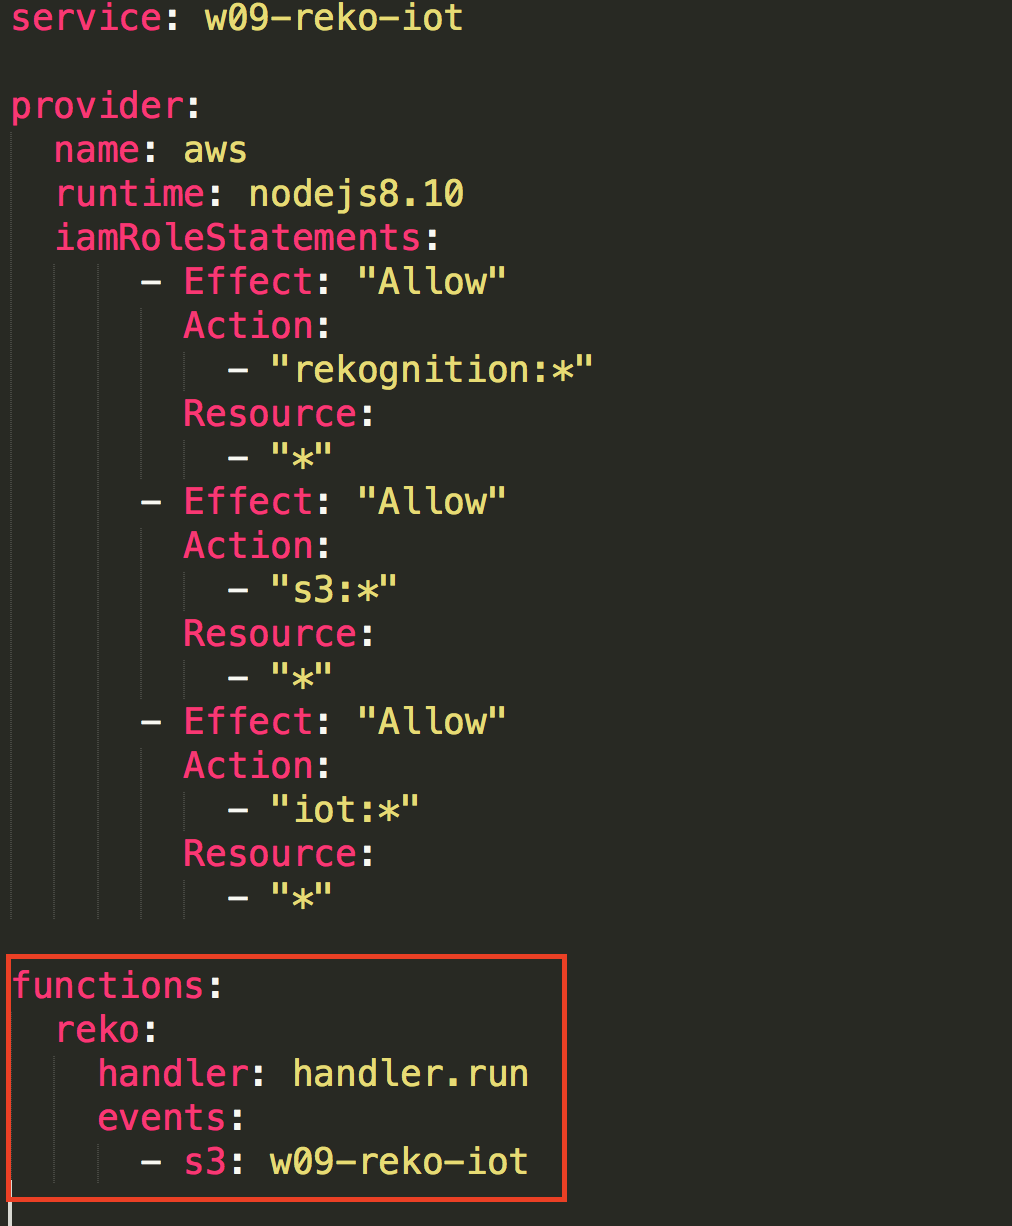 service: w09-reko-iot
provider:
  name: aws
  runtime: nodejs8.10
  iamRoleStatements:
      - Effect: "Allow"
        Action:
          - "rekognition:*"
        Resource:
          - "*"
      - Effect: "Allow"
        Action:
          - "s3:*"
        Resource:
          - "*"
      - Effect: "Allow"
        Action:
          - "iot:*"
        Resource:
          - "*"
functions:
  reko:
    handler: handler.run
    events:
      - s3: w09-reko-iot